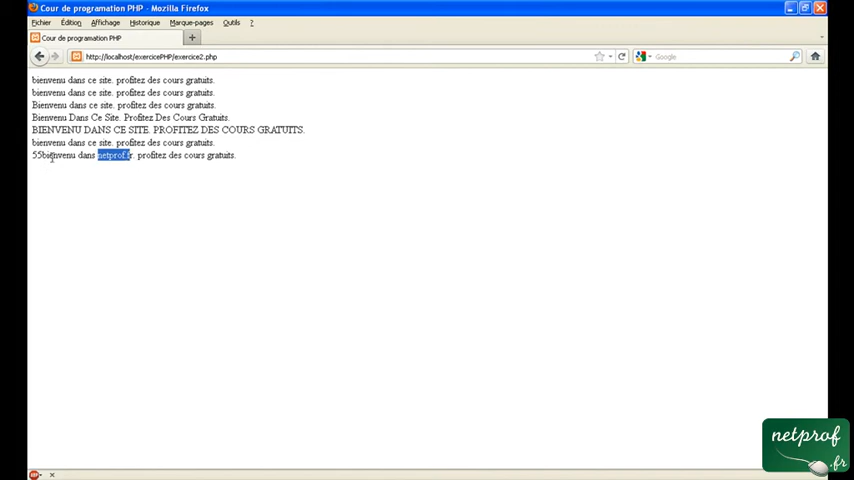 Cour de programation PHP - Mozilla Firefox
Fichier Édition Affichage Historique Marque-pages Outils ?
Cour de programation PHP
http://localhost/exercicePHP/exercice2.php
Google
bienvenu dans ce site. profitez des cours gratuits.
bienvenu dans ce site. profitez des cours gratuits.
Bienvenu dans ce site. profitez des cours gratuits.
Bienvenu Dans Ce Site. Profitez Des Cours Gratuits.
BIENVENU DANS CE SITE. PROFITEZ DES COURS GRATUITS.
bienvenu dans ce site. profitez des cours gratuits.
55bienvenu dans netprof.fr. profitez des cours gratuits.
netprof
.fr